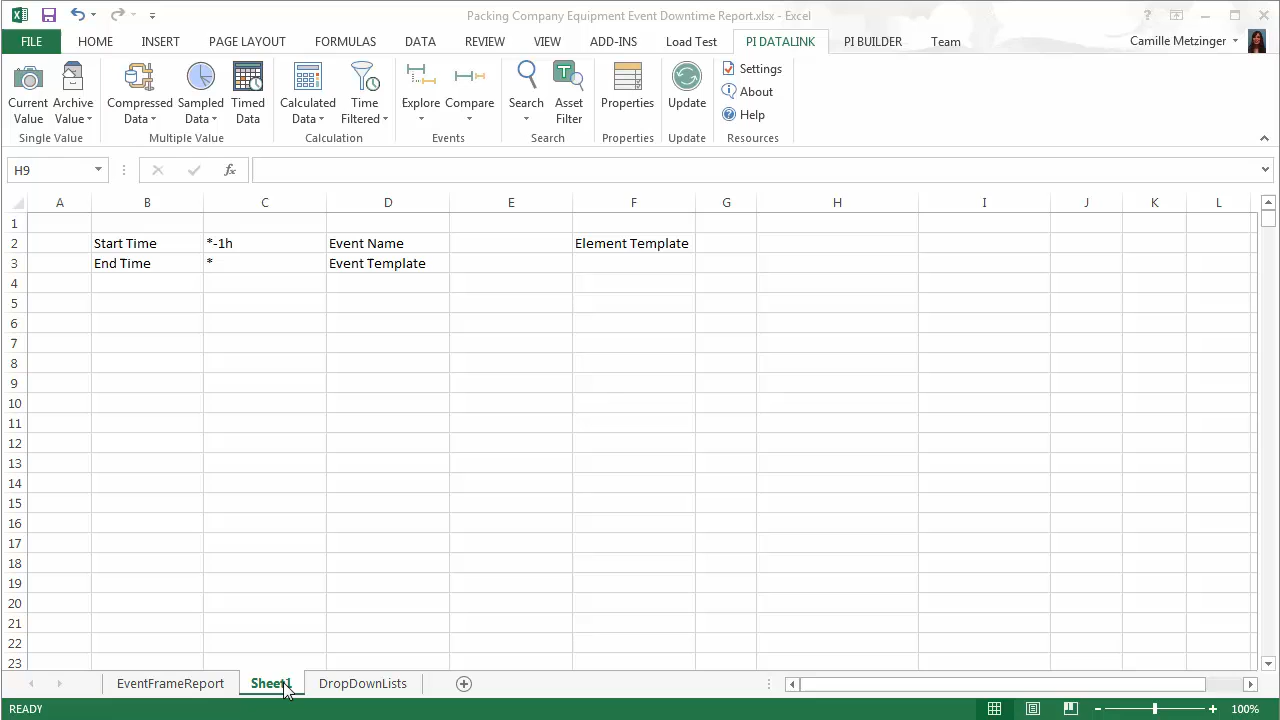 Parking Company Equipment Event Downtime Report.xlsx - Excel
FILE HOME INSERT PAGE LAYOUT FORMULAS DATA REVIEW VIEW ADD-INS Load Test PI DATALINK PI BUILDER Team Camille Metzinger
Current Value
Archive Value
Compressed Data
Sampled Data
Timed Data
Calculated Data
Time Filtered
Explore
Compare
Search
Asset Filter
Properties
Update
Settings
About
Help
Single Value Multiple Value Calculation Events Search Properties Update Resources
H9 fx
A B C D E F G H I J K L
1
2 Start Time *-1h Event Name Element Template
3 End Time * Event Template
4
5
6
7
8
9
10
11
12
13
14
15
16
17
18
19
20
21
22
23
EventFrameReport Sheet1 DropDownLists
READY 100%